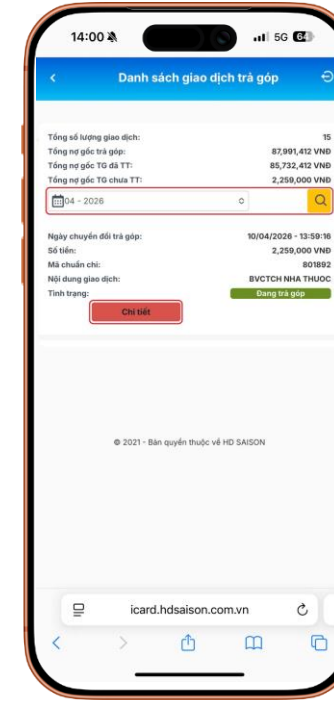 14:00 5G 64
Danh sách giao dịch trả góp
Tổng số lượng giao dịch: 15
Tổng nợ gốc trả góp: 87,991,412 VNĐ
Tổng nợ gốc TG đã TT: 85,732,412 VNĐ
Tổng nợ gốc TG chưa TT: 2,259,000 VNĐ
04 - 2026
Ngày chuyển đổi trả góp: 10/04/2026 - 13:59:16
Số tiền: 2,259,000 VNĐ
Mã chuẩn chi: 801892
Nội dung giao dịch: BVCTCH NHA THUOC
Tình trạng: Đang trả góp
Chi tiết
© 2021 - Bản quyền thuộc về HD SAISON
icard.hdsaison.com.vn